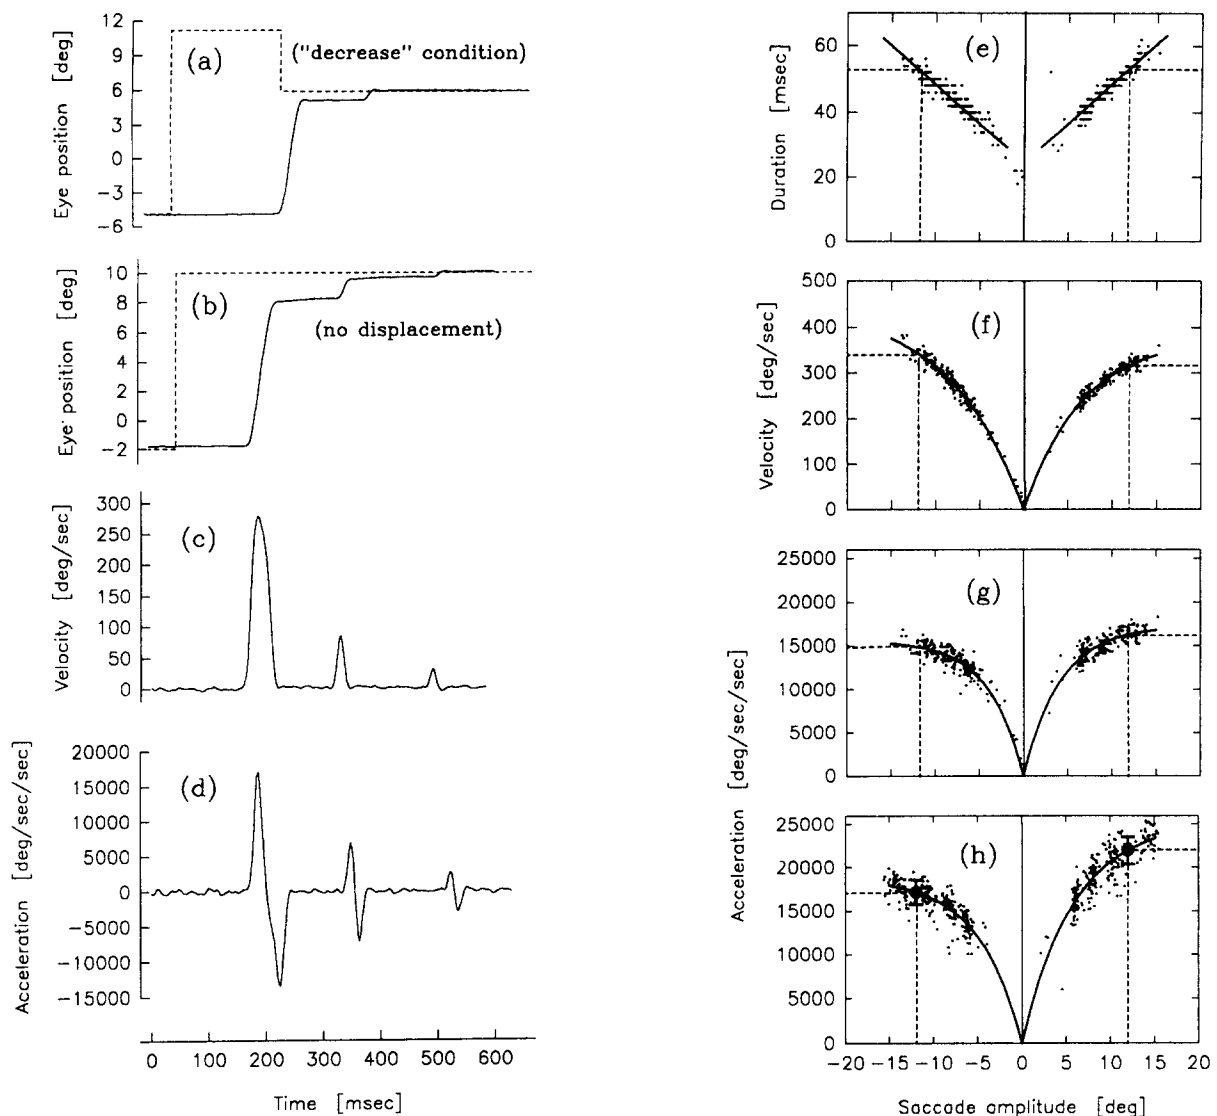 12
9
6
3
0
−3
−6
Eye position [deg]
(a)
("decrease" condition)
10
8
6
4
2
0
−2
Eye position [deg]
(b)
(no displacement)
300
250
200
150
100
50
0
Velocity [deg/sec]
(c)
20000
15000
10000
5000
0
−5000
−10000
−15000
Acceleration [deg/sec/sec]
(d)
0 100 200 300 400 500 600
Time [msec]
60
40
20
0
Duration [msec]
(e)
500
400
300
200
100
0
Velocity [deg/sec]
(f)
25000
20000
15000
10000
5000
0
(g)
25000
20000
15000
10000
5000
0
Acceleration [deg/sec/sec]
(h)
−20 −15 −10 −5 0 5 10 15 20
Saccade amplitude [deg]